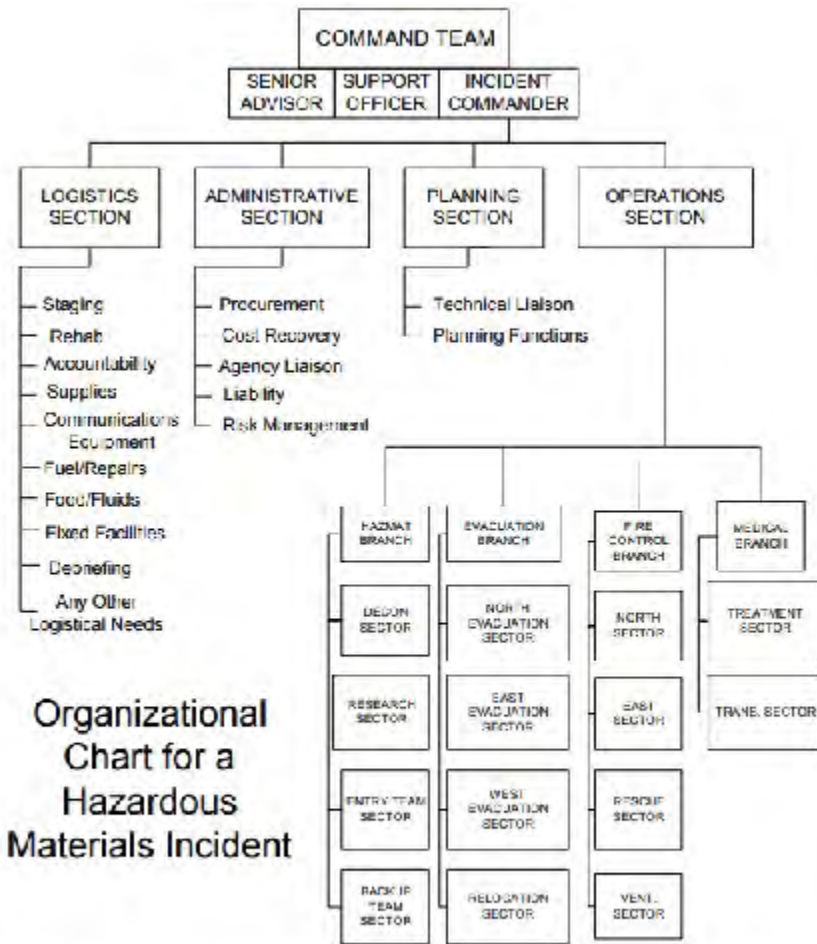 COMMAND TEAM
SENIOR
ADVISOR
SUPPORT
OFFICER
INCIDENT
COMMANDER
LOGISTICS
SECTION
ADMINISTRATIVE
SECTION
PLANNING
SECTION
OPERATIONS
SECTION
Staging
Rehab
Accountability
Supplies
Communications
Equipment
Fuel/Repairs
Food/Fluids
Fixed Facilities
Debriefing
Any Other
Logistical Needs
Procurement
Cost Recovery
Agency Liaison
Liability
Risk Management
Technical Liaison
Planning Functions
HAZMAT
BRANCH
DECON
SECTOR
RESEARCH
SECTOR
ENTRY TEAM
SECTOR
BACKUP
TEAM
SECTOR
EVACUATION
BRANCH
NORTH
EVACUATION
SECTOR
EAST
EVACUATION
SECTOR
WEST
EVACUATION
SECTOR
RELOCATION
SECTOR
FIRE
CONTROL
BRANCH
NORTH
SECTOR
EAST
SECTOR
RESCUE
SECTOR
VENT.
SECTOR
MEDICAL
BRANCH
TREATMENT
SECTOR
TRANS. SECTOR
Organizational
Chart for a
Hazardous
Materials Incident